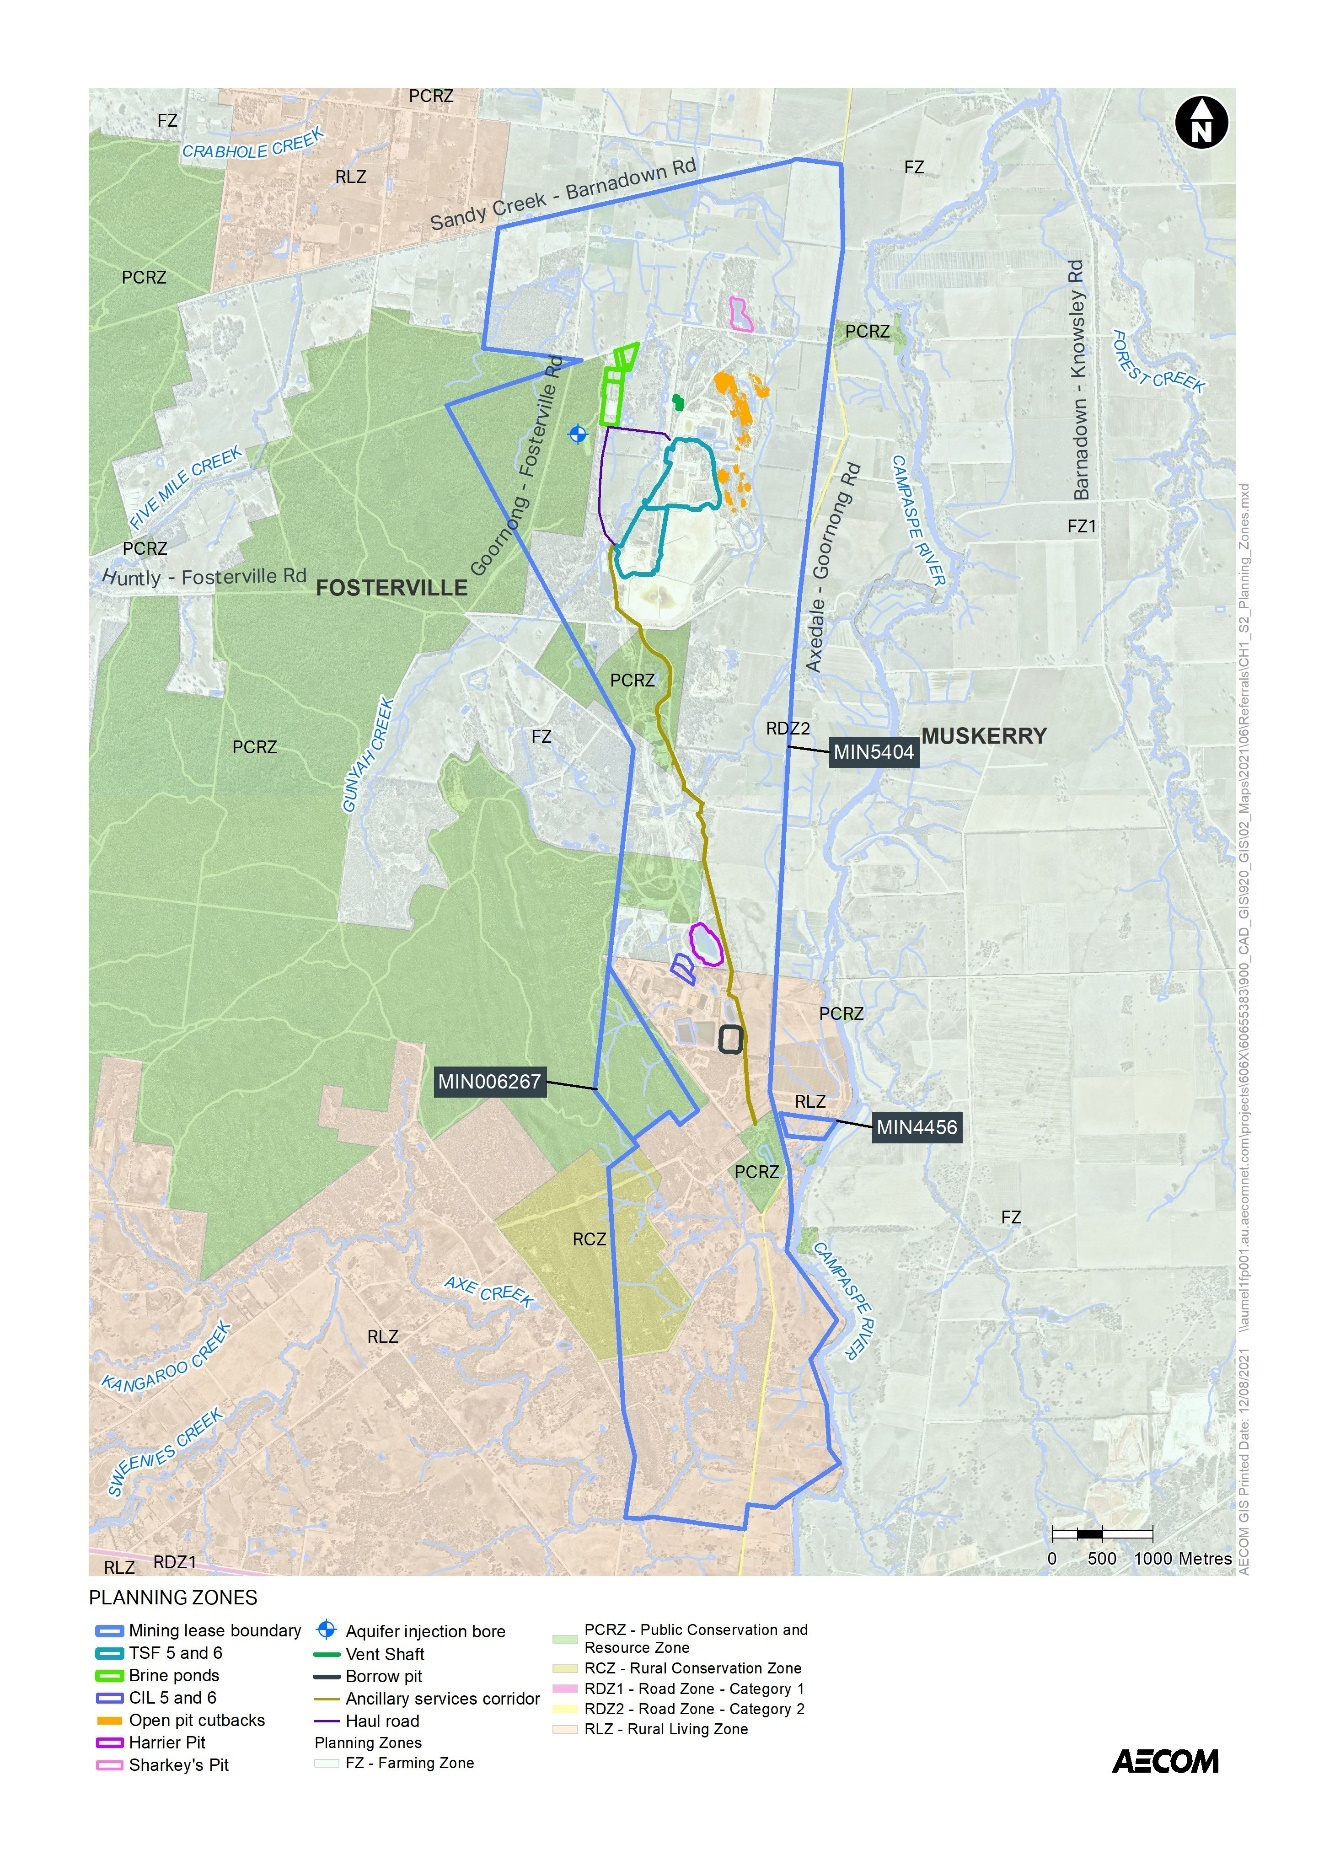 PCRZ
FZ
CRABHOLE CREEK
RLZ
Sandy Creek - Barnadown Rd
FZ
N
PCRZ
PCRZ
Barnadown - Knowsley Rd
FOREST CREEK
Goornong - Fosterville Rd
FIVE MILE CREEK
CAMPASPE RIVER
Axedale - Goornong Rd
FZ1
PCRZ
Huntly - Fosterville Rd
FOSTERVILLE
PCRZ
GUNYAH CREEK
PCRZ
FZ
RDZ2
MIN5404
MUSKERRY
PCRZ
MIN006267
RLZ
MIN4456
PCRZ
FZ
RCZ
CAMPASPE RIVER
AXE CREEK
RLZ
KANGAROO CREEK
SWEENIES CREEK
RLZ
RDZ1
0 500 1000 Metres
AECOM GIS Printed Date: 12/08/2021 \\aumel1fp001.au.aecomnet.com\projects\606X\60655383\900_CAD_GIS\920_GIS\02_Maps\2021\06\Referrals\CH1_S2_Planning_Zones.mxd
PLANNING ZONES
Mining lease boundary
TSF 5 and 6
Brine ponds
CIL 5 and 6
Open pit cutbacks
Harrier Pit
Sharkey's Pit
Aquifer injection bore
Vent Shaft
Borrow pit
Ancillary services corridor
Haul road
Planning Zones
FZ - Farming Zone
PCRZ - Public Conservation and
Resource Zone
RCZ - Rural Conservation Zone
RDZ1 - Road Zone - Category 1
RDZ2 - Road Zone - Category 2
RLZ - Rural Living Zone
AECOM